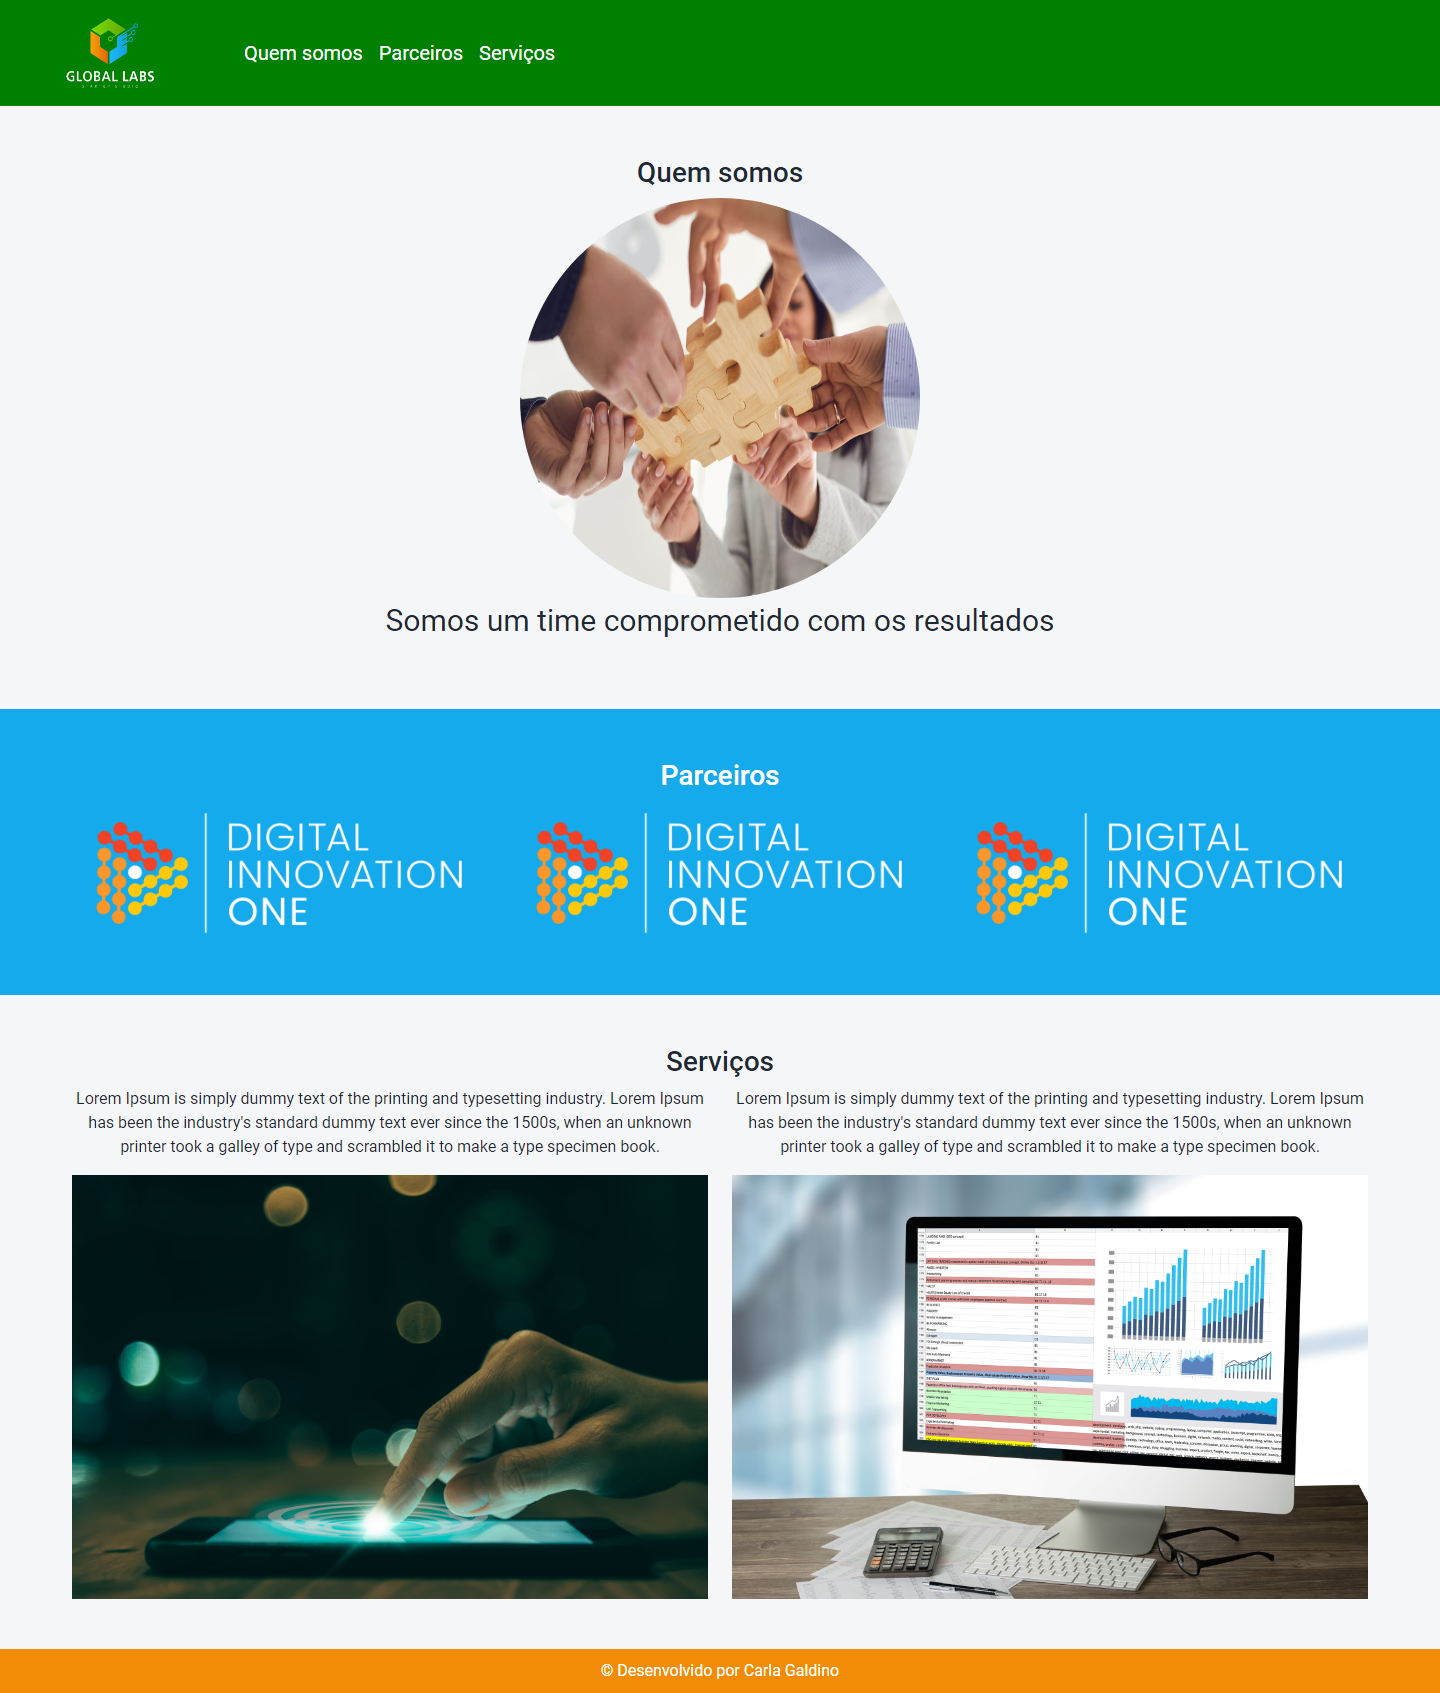 GLOBAL LABS
STARTUP STUDIO
Quem somos Parceiros Serviços
Quem somos
Somos um time comprometido com os resultados
Parceiros
DIGITAL
INNOVATION
ONE
DIGITAL
INNOVATION
ONE
DIGITAL
INNOVATION
ONE
Serviços
Lorem Ipsum is simply dummy text of the printing and typesetting industry. Lorem Ipsum
has been the industry's standard dummy text ever since the 1500s, when an unknown
printer took a galley of type and scrambled it to make a type specimen book.
Lorem Ipsum is simply dummy text of the printing and typesetting industry. Lorem Ipsum
has been the industry's standard dummy text ever since the 1500s, when an unknown
printer took a galley of type and scrambled it to make a type specimen book.
© Desenvolvido por Carla Galdino